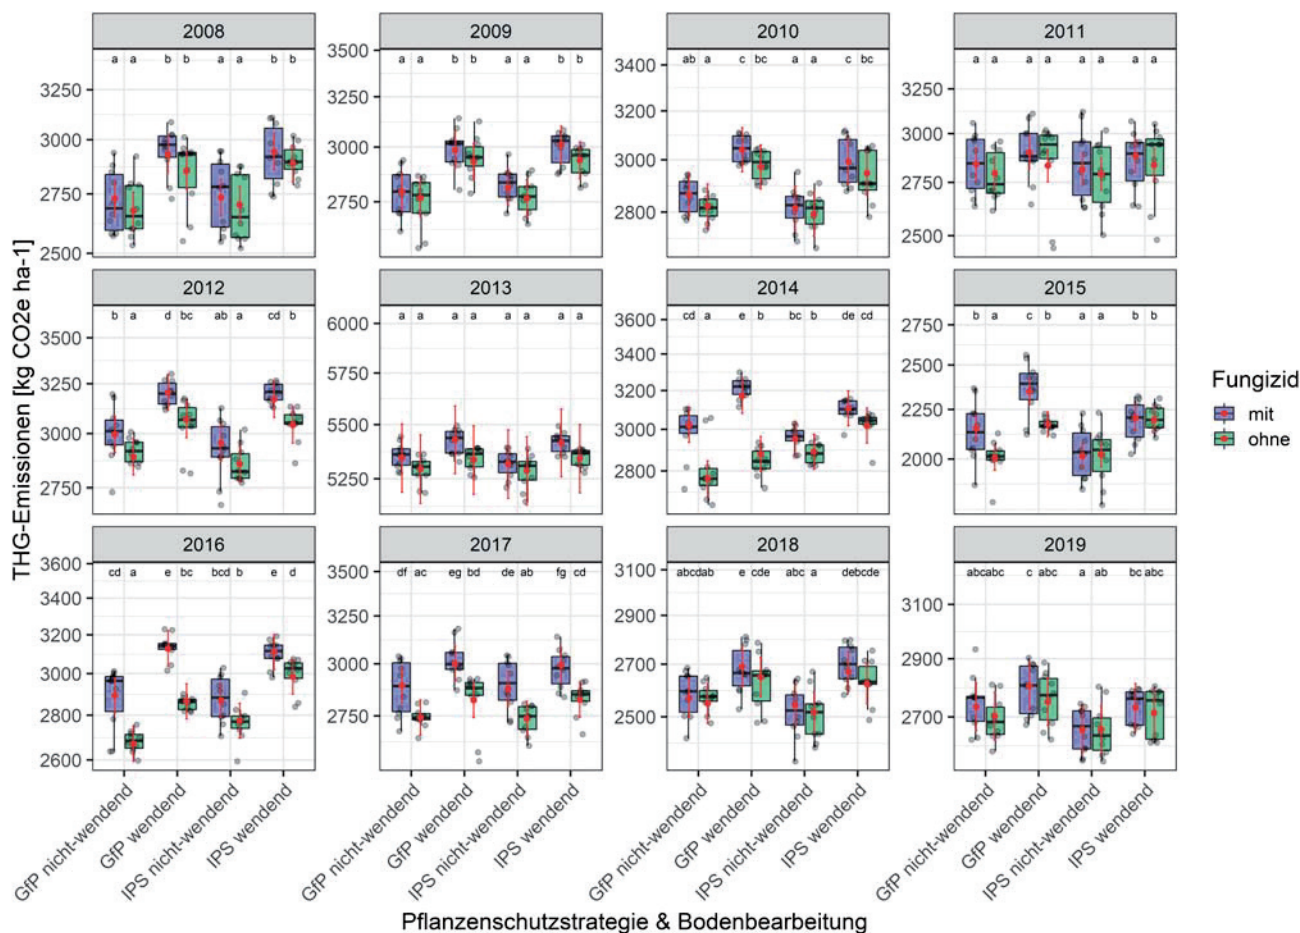 2008 2009 2010 2011
a a b b a a b b
a a b b a a b b
ab a c bc a a c bc
a a a a a a a a
3250
3000
2750
2500
3500
3250
3000
2750
3400
3200
3000
2800
3250
3000
2750
2500
2012 2013 2014 2015
b a d bc ab a cd b
a a a a a a a a
cd a e b bc b de cd
b a c b a a b b
3500
3250
3000
2750
6000
5750
5500
5250
3600
3400
3200
3000
2800
2750
2500
2250
2000
2016 2017 2018 2019
cd a e bc bcd b e d
df ac eg bd de ab fg cd
abcdab e cde abc a debcde
abcabc c abc a ab bc abc
3600
3400
3200
3000
2800
2600
3500
3250
3000
2750
3100
2900
2700
2500
3100
2900
2700
THG-Emissionen [kg CO2e ha-1]
GfP nicht-wendend
GfP wendend
IPS nicht-wendend
IPS wendend
GfP nicht-wendend
GfP wendend
IPS nicht-wendend
IPS wendend
GfP nicht-wendend
GfP wendend
IPS nicht-wendend
IPS wendend
GfP nicht-wendend
GfP wendend
IPS nicht-wendend
IPS wendend
Pflanzenschutzstrategie & Bodenbearbeitung
Fungizid
mit
ohne